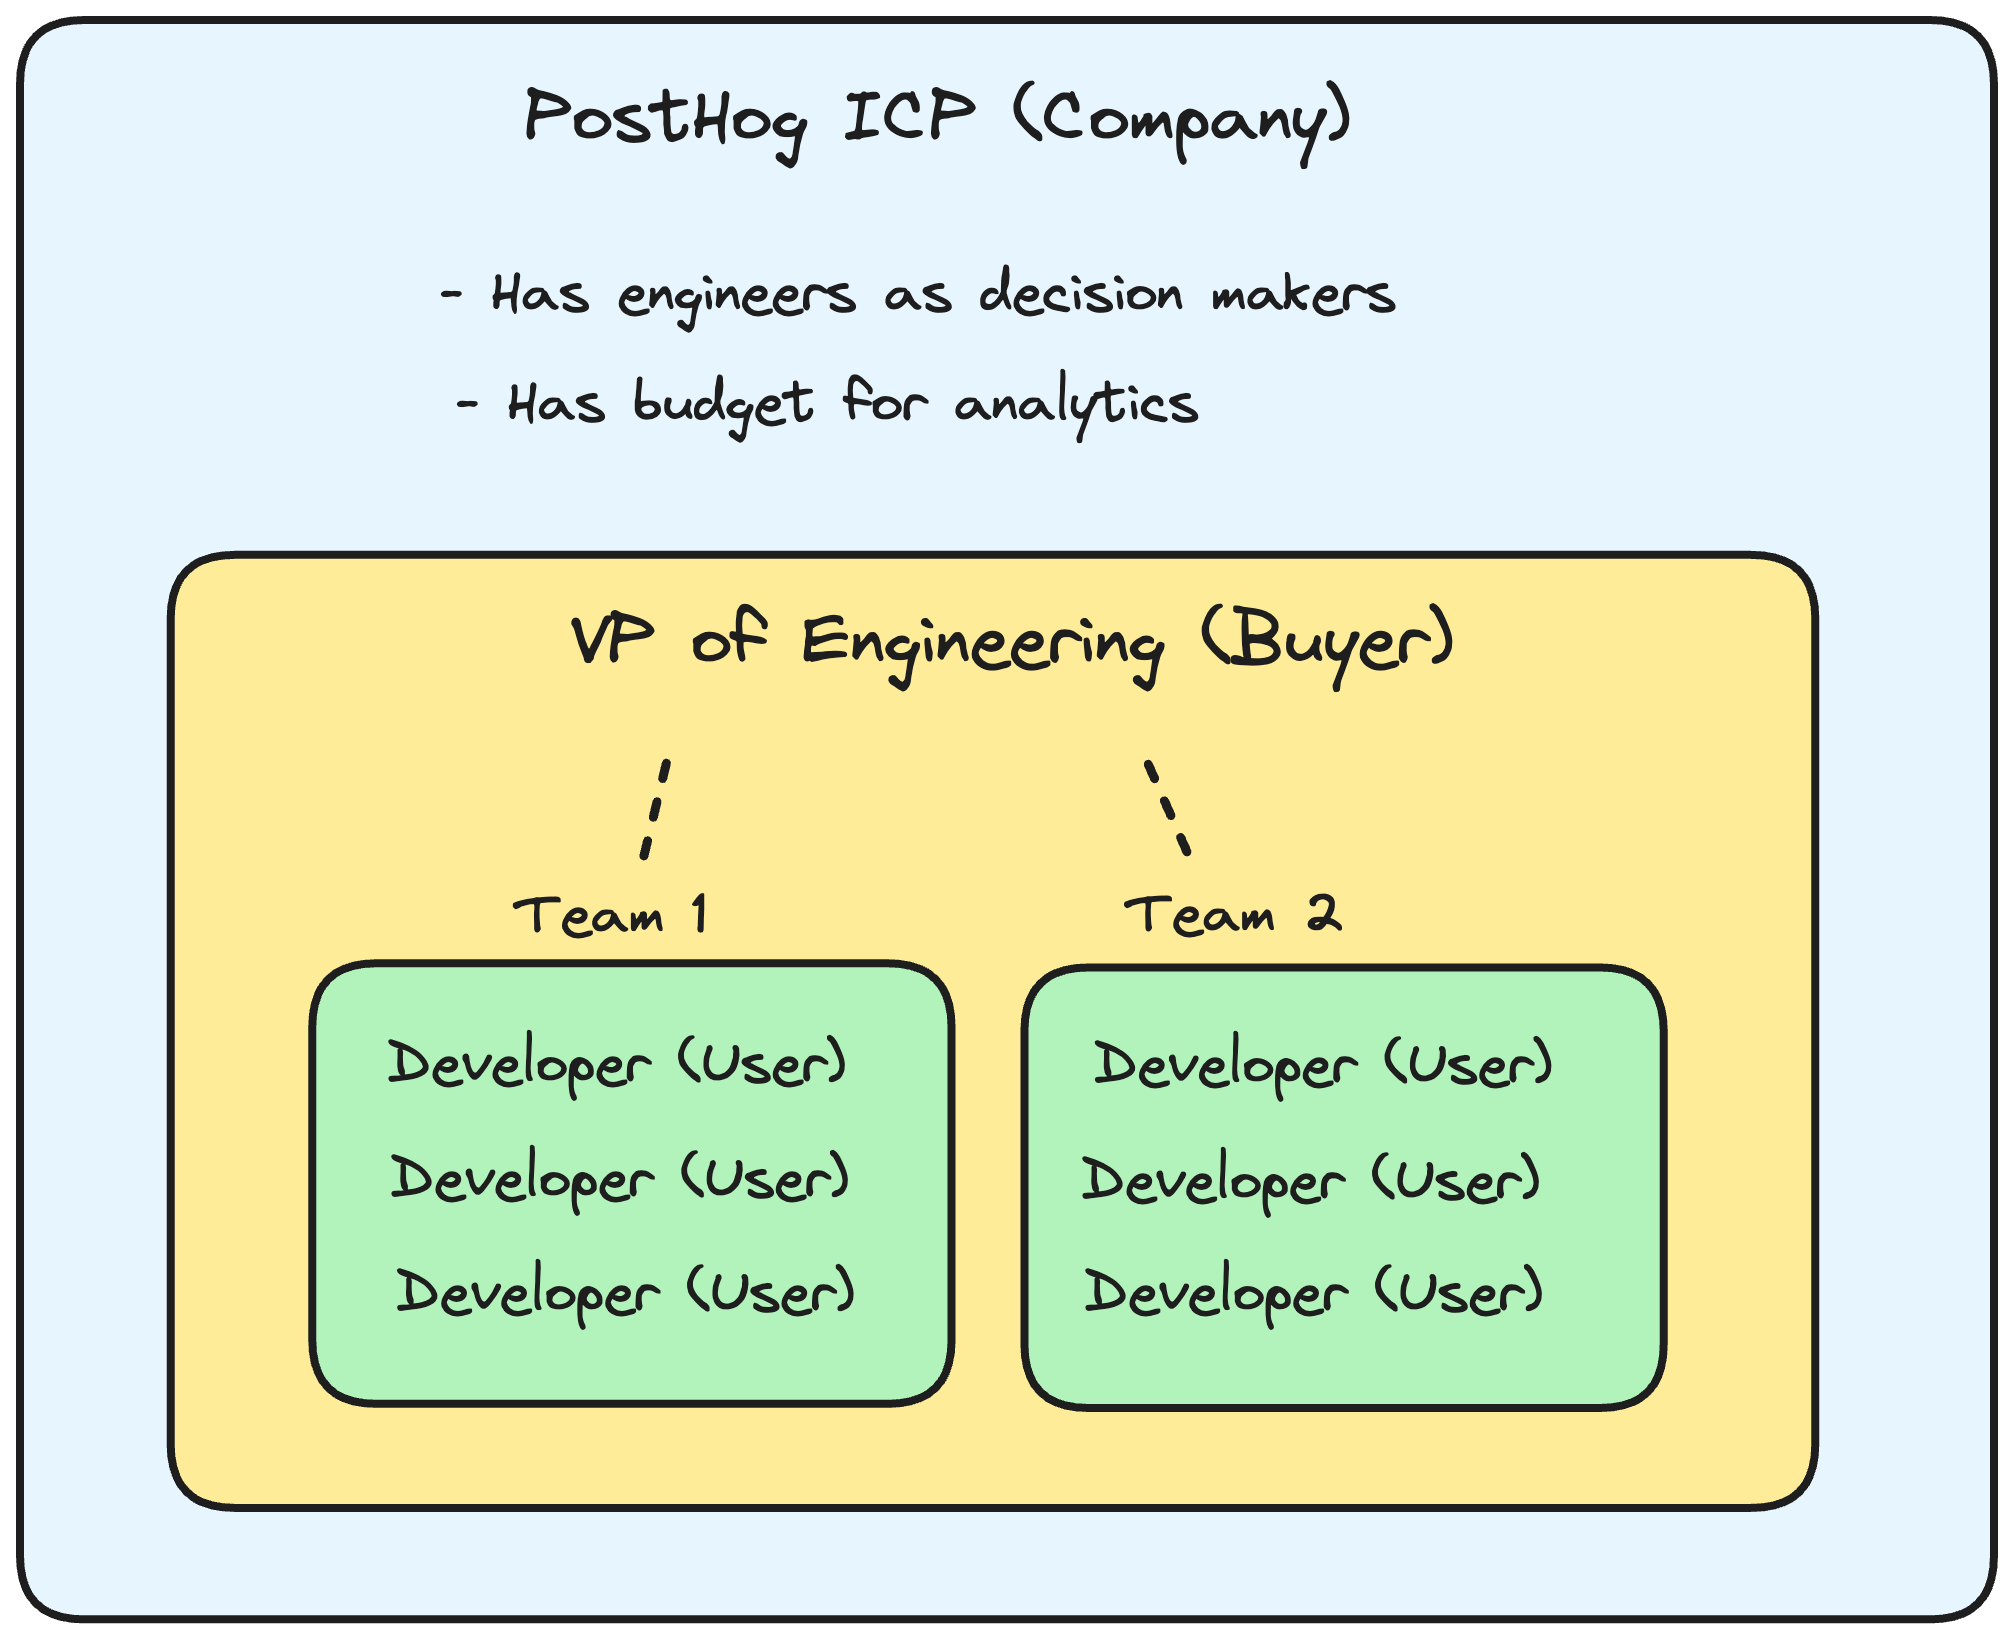 PostHog ICP (Company)
- Has engineers as decision makers
- Has budget for analytics
VP of Engineering (Buyer)
Team 1
Developer (User)
Developer (User)
Developer (User)
Team 2
Developer (User)
Developer (User)
Developer (User)